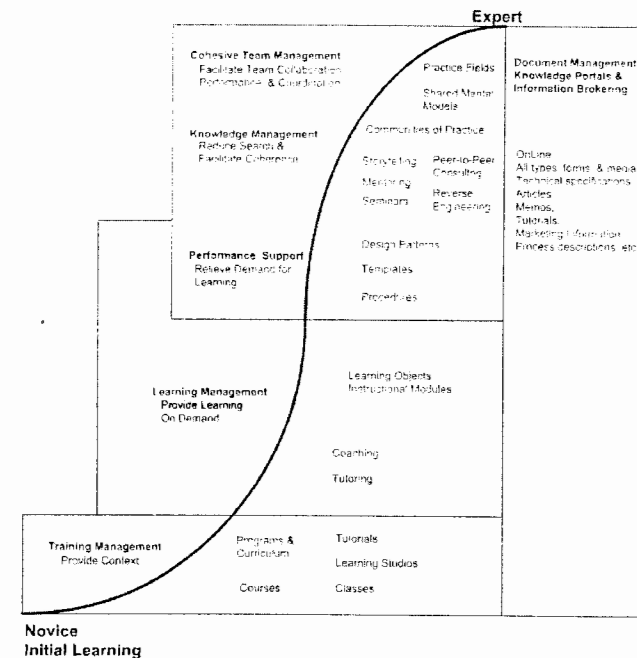 Expert
Cohesive Team Management
Facilitate Team Collaboration
Performance, & Coordination
Practice Fields
Shared Mental
Models
Document Management
Knowledge Portals &
Information Brokering
Knowledge Management
Reduce Search &
Facilitate Coherence
Communities of Practice
Storytelling
Mentoring
Seminars
Peer-to-Peer
Consulting
Reverse
Engineering
OnLine
All types, forms, & media
Technical specifications
Articles
Memos,
Tutorials,
Marketing Information
Process descriptions, etc
Performance Support
Relieve Demand for
Learning
Design Patterns
Templates
Procedures
Learning Management
Provide Learning
On Demand
Learning Objects
Instructional Modules
Coaching
Tutoring
Training Management
Provide Context
Programs &
Curriculum
Courses
Tutorials
Learning Studios
Classes
Novice
Initial Learning